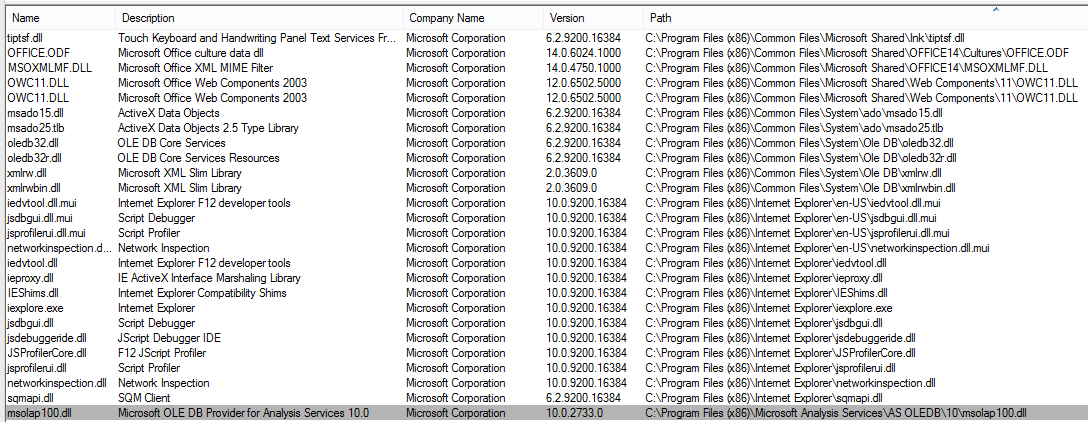 Name Description Company Name Version Path
tiptsf.dll Touch Keyboard and Handwriting Panel Text Services Fr... Microsoft Corporation 6.2.9200.16384 C:\Program Files (x86)\Common Files\Microsoft Shared\Ink\tiptsf.dll
OFFICE.ODF Microsoft Office culture data dll Microsoft Corporation 14.0.6024.1000 C:\Program Files (x86)\Common Files\Microsoft Shared\OFFICE14\Cultures\OFFICE.ODF
MSOXMLMF.DLL Microsoft Office XML MIME Filter Microsoft Corporation 14.0.4750.1000 C:\Program Files (x86)\Common Files\Microsoft Shared\OFFICE14\MSOXMLMF.DLL
OWC11.DLL Microsoft Office Web Components 2003 Microsoft Corporation 12.0.6502.5000 C:\Program Files (x86)\Common Files\Microsoft Shared\Web Components\11\OWC11.DLL
OWC11.DLL Microsoft Office Web Components 2003 Microsoft Corporation 12.0.6502.5000 C:\Program Files (x86)\Common Files\Microsoft Shared\Web Components\11\OWC11.DLL
msado15.dll ActiveX Data Objects Microsoft Corporation 6.2.9200.16384 C:\Program Files (x86)\Common Files\System\ado\msado15.dll
msado25.tlb ActiveX Data Objects 2.5 Type Library Microsoft Corporation 6.2.9200.16384 C:\Program Files (x86)\Common Files\System\ado\msado25.tlb
oledb32.dll OLE DB Core Services Microsoft Corporation 6.2.9200.16384 C:\Program Files (x86)\Common Files\System\Ole DB\oledb32.dll
oledb32r.dll OLE DB Core Services Resources Microsoft Corporation 6.2.9200.16384 C:\Program Files (x86)\Common Files\System\Ole DB\oledb32r.dll
xmlrw.dll Microsoft XML Slim Library Microsoft Corporation 2.0.3609.0 C:\Program Files (x86)\Common Files\System\Ole DB\xmlrw.dll
xmlrwbin.dll Microsoft XML Slim Library Microsoft Corporation 2.0.3609.0 C:\Program Files (x86)\Common Files\System\Ole DB\xmlrwbin.dll
iedvtool.dll.mui Internet Explorer F12 developer tools Microsoft Corporation 10.0.9200.16384 C:\Program Files (x86)\Internet Explorer\en-US\iedvtool.dll.mui
jsdbgui.dll.mui Script Debugger Microsoft Corporation 10.0.9200.16384 C:\Program Files (x86)\Internet Explorer\en-US\jsdbgui.dll.mui
jsprofilerui.dll.mui Script Profiler Microsoft Corporation 10.0.9200.16384 C:\Program Files (x86)\Internet Explorer\en-US\jsprofilerui.dll.mui
networkinspection.d... Network Inspection Microsoft Corporation 10.0.9200.16384 C:\Program Files (x86)\Internet Explorer\en-US\networkinspection.dll.mui
iedvtool.dll Internet Explorer F12 developer tools Microsoft Corporation 10.0.9200.16384 C:\Program Files (x86)\Internet Explorer\iedvtool.dll
ieproxy.dll IE ActiveX Interface Marshaling Library Microsoft Corporation 10.0.9200.16384 C:\Program Files (x86)\Internet Explorer\ieproxy.dll
IEShims.dll Internet Explorer Compatibility Shims Microsoft Corporation 10.0.9200.16384 C:\Program Files (x86)\Internet Explorer\IEShims.dll
iexplore.exe Internet Explorer Microsoft Corporation 10.0.9200.16384 C:\Program Files (x86)\Internet Explorer\iexplore.exe
jsdbgui.dll Script Debugger Microsoft Corporation 10.0.9200.16384 C:\Program Files (x86)\Internet Explorer\jsdbgui.dll
jsdebuggeride.dll JScript Debugger IDE Microsoft Corporation 10.0.9200.16384 C:\Program Files (x86)\Internet Explorer\jsdebuggeride.dll
JSProfilerCore.dll F12 JScript Profiler Microsoft Corporation 10.0.9200.16384 C:\Program Files (x86)\Internet Explorer\JSProfilerCore.dll
jsprofilerui.dll Script Profiler Microsoft Corporation 10.0.9200.16384 C:\Program Files (x86)\Internet Explorer\jsprofilerui.dll
networkinspection.dll Network Inspection Microsoft Corporation 10.0.9200.16384 C:\Program Files (x86)\Internet Explorer\networkinspection.dll
sqmapi.dll SQM Client Microsoft Corporation 6.2.9200.16384 C:\Program Files (x86)\Internet Explorer\sqmapi.dll
msolap100.dll Microsoft OLE DB Provider for Analysis Services 10.0 Microsoft Corporation 10.0.2733.0 C:\Program Files (x86)\Microsoft Analysis Services\AS OLEDB\10\msolap100.dll